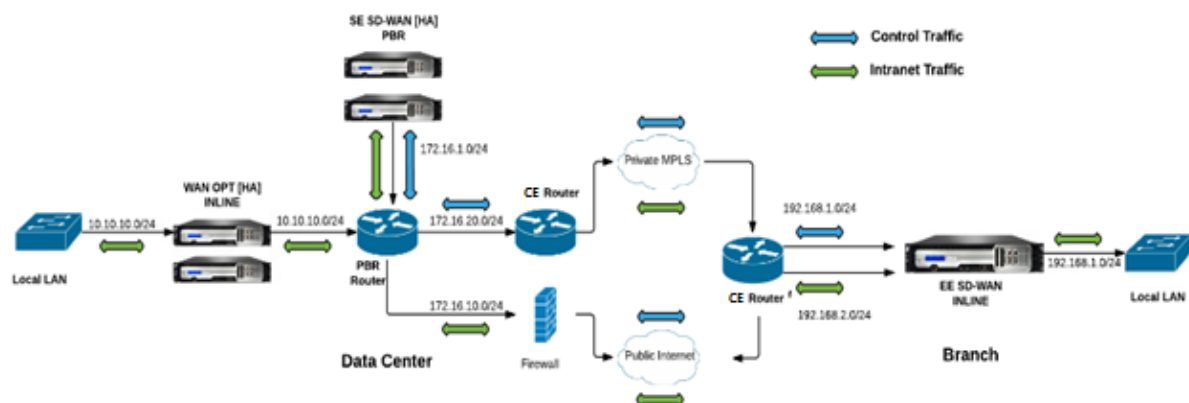 SE SD-WAN [HA]
PBR
Control Traffic
Intranet Traffic
172.16.1.0/24
Private MPLS
WAN OPT [HA]
INLINE
CE Router
10.10.10.0/24
10.10.10.0/24
172.16.20.0/24
192.168.1.0/24
Local LAN
PBR
Router
CE Router
192.168.1.0/24
EE SD-WAN
INLINE
Local LAN
172.16.10.0/24
192.168.2.0/24
Data Center
Firewall
Public Internet
Branch